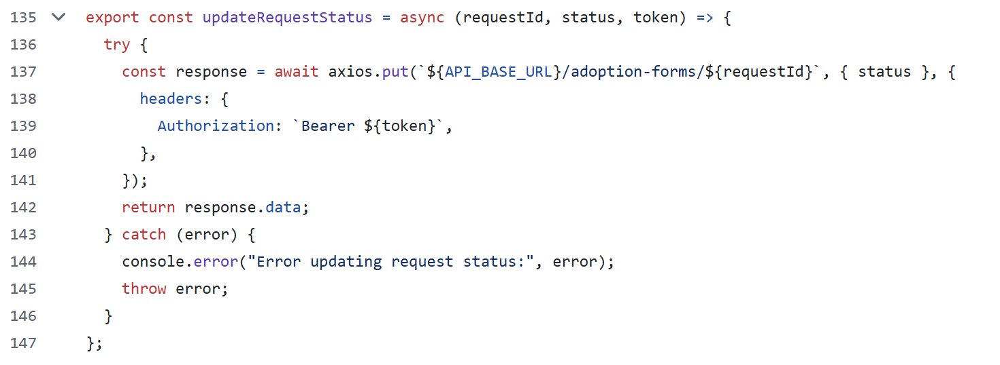 135 export const updateRequestStatus = async (requestId, status, token) => {
136 try {
137 const response = await axios.put(`${API_BASE_URL}/adoption-forms/${requestId}`, { status }, {
138 headers: {
139 Authorization: `Bearer ${token}`,
140 },
141 });
142 return response.data;
143 } catch (error) {
144 console.error("Error updating request status:", error);
145 throw error;
146 }
147 };